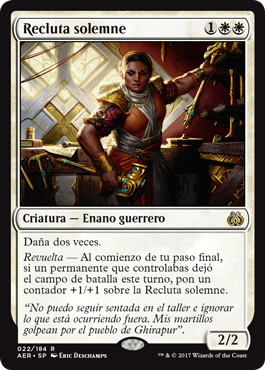 Recluta solemne 1
Criatura — Enano guerrero
Daña dos veces.
Revuelta — Al comienzo de tu paso final,
si un permanente que controlabas dejó
el campo de batalla este turno, pon un
contador +1/+1 sobre la Recluta solemne.
“No puedo seguir sentada en el taller e ignorar
lo que está ocurriendo fuera. Mis martillos
golpean por el pueblo de Ghirapur”.
2/2
022/184 R
AER • SP Eric Deschamps
™ & © 2017 Wizards of the Coast